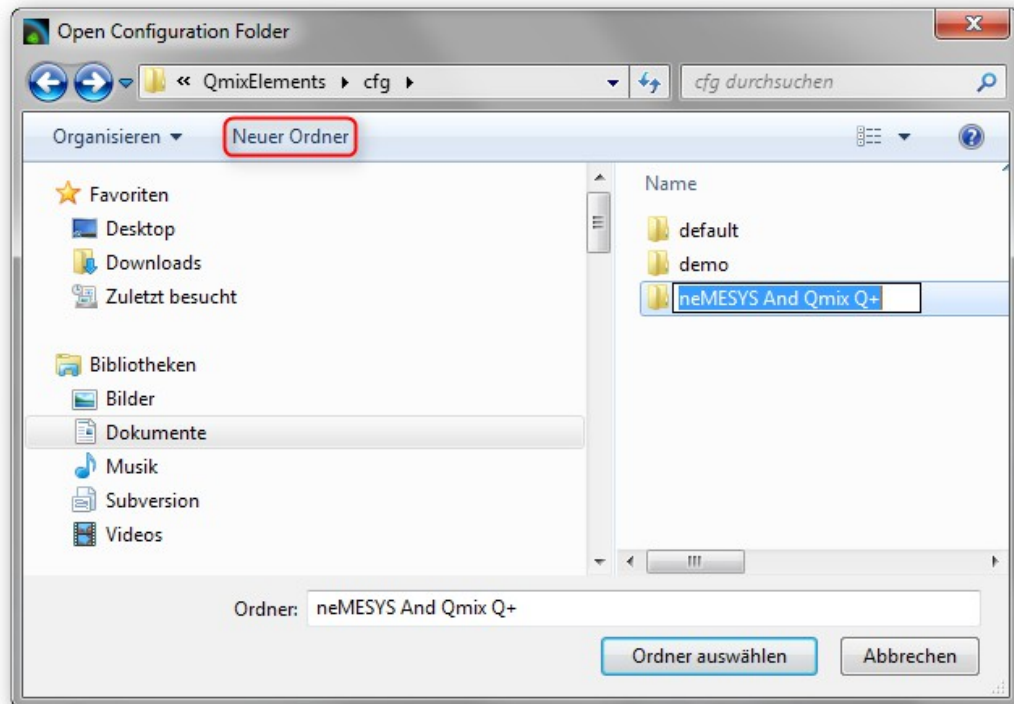 Open Configuration Folder
« QmixElements cfg
cfg durchsuchen
Organisieren
Neuer Ordner
Favoriten
Desktop
Downloads
Zuletzt besucht
Bibliotheken
Bilder
Dokumente
Musik
Subversion
Videos
Name
default
demo
neMESYS And Qmix Q+
Ordner: neMESYS And Qmix Q+
Ordner auswählen
Abbrechen